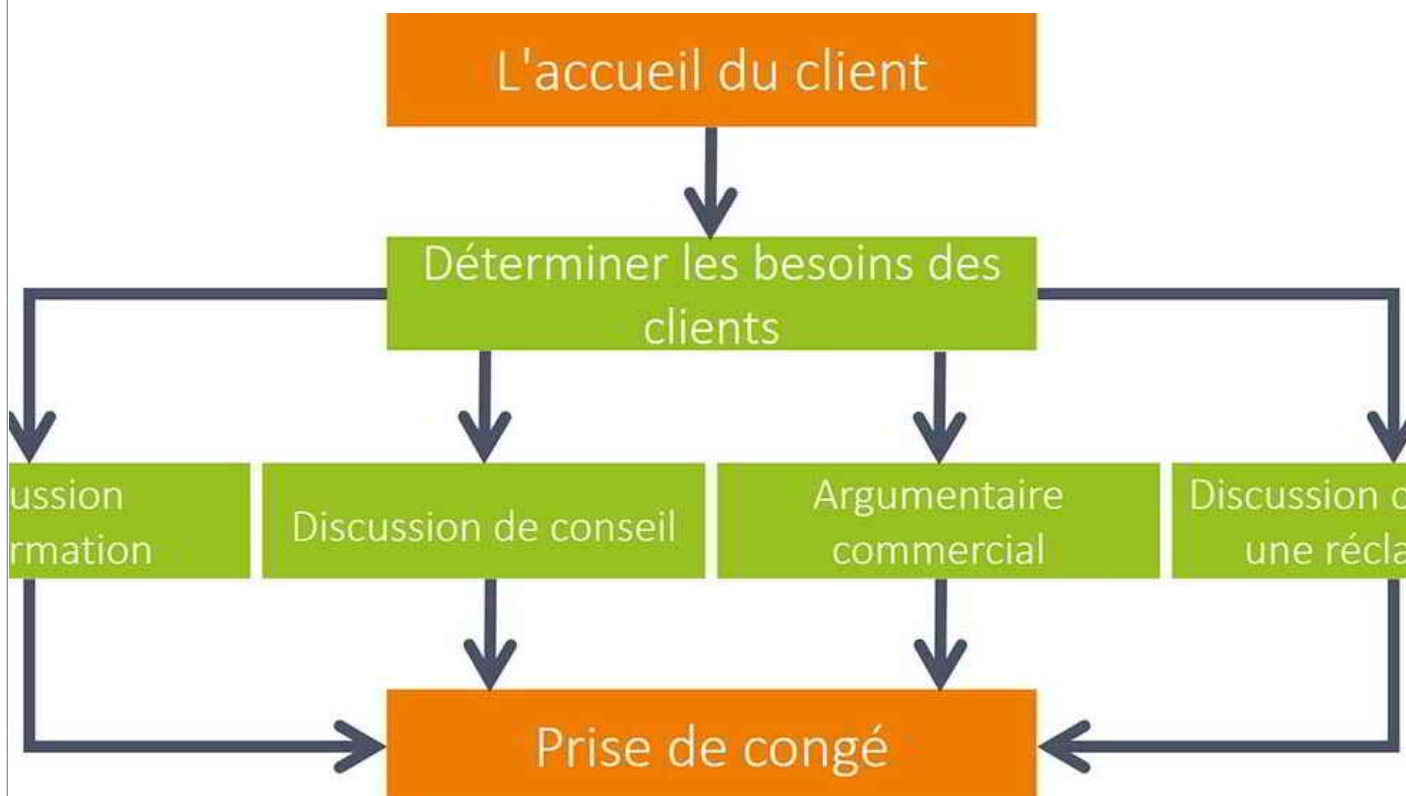 L'accueil du client
Déterminer les besoins des
clients
ussion
rmation
Discussion de conseil
Argumentaire
commercial
Discussion
une récla
Prise de congé